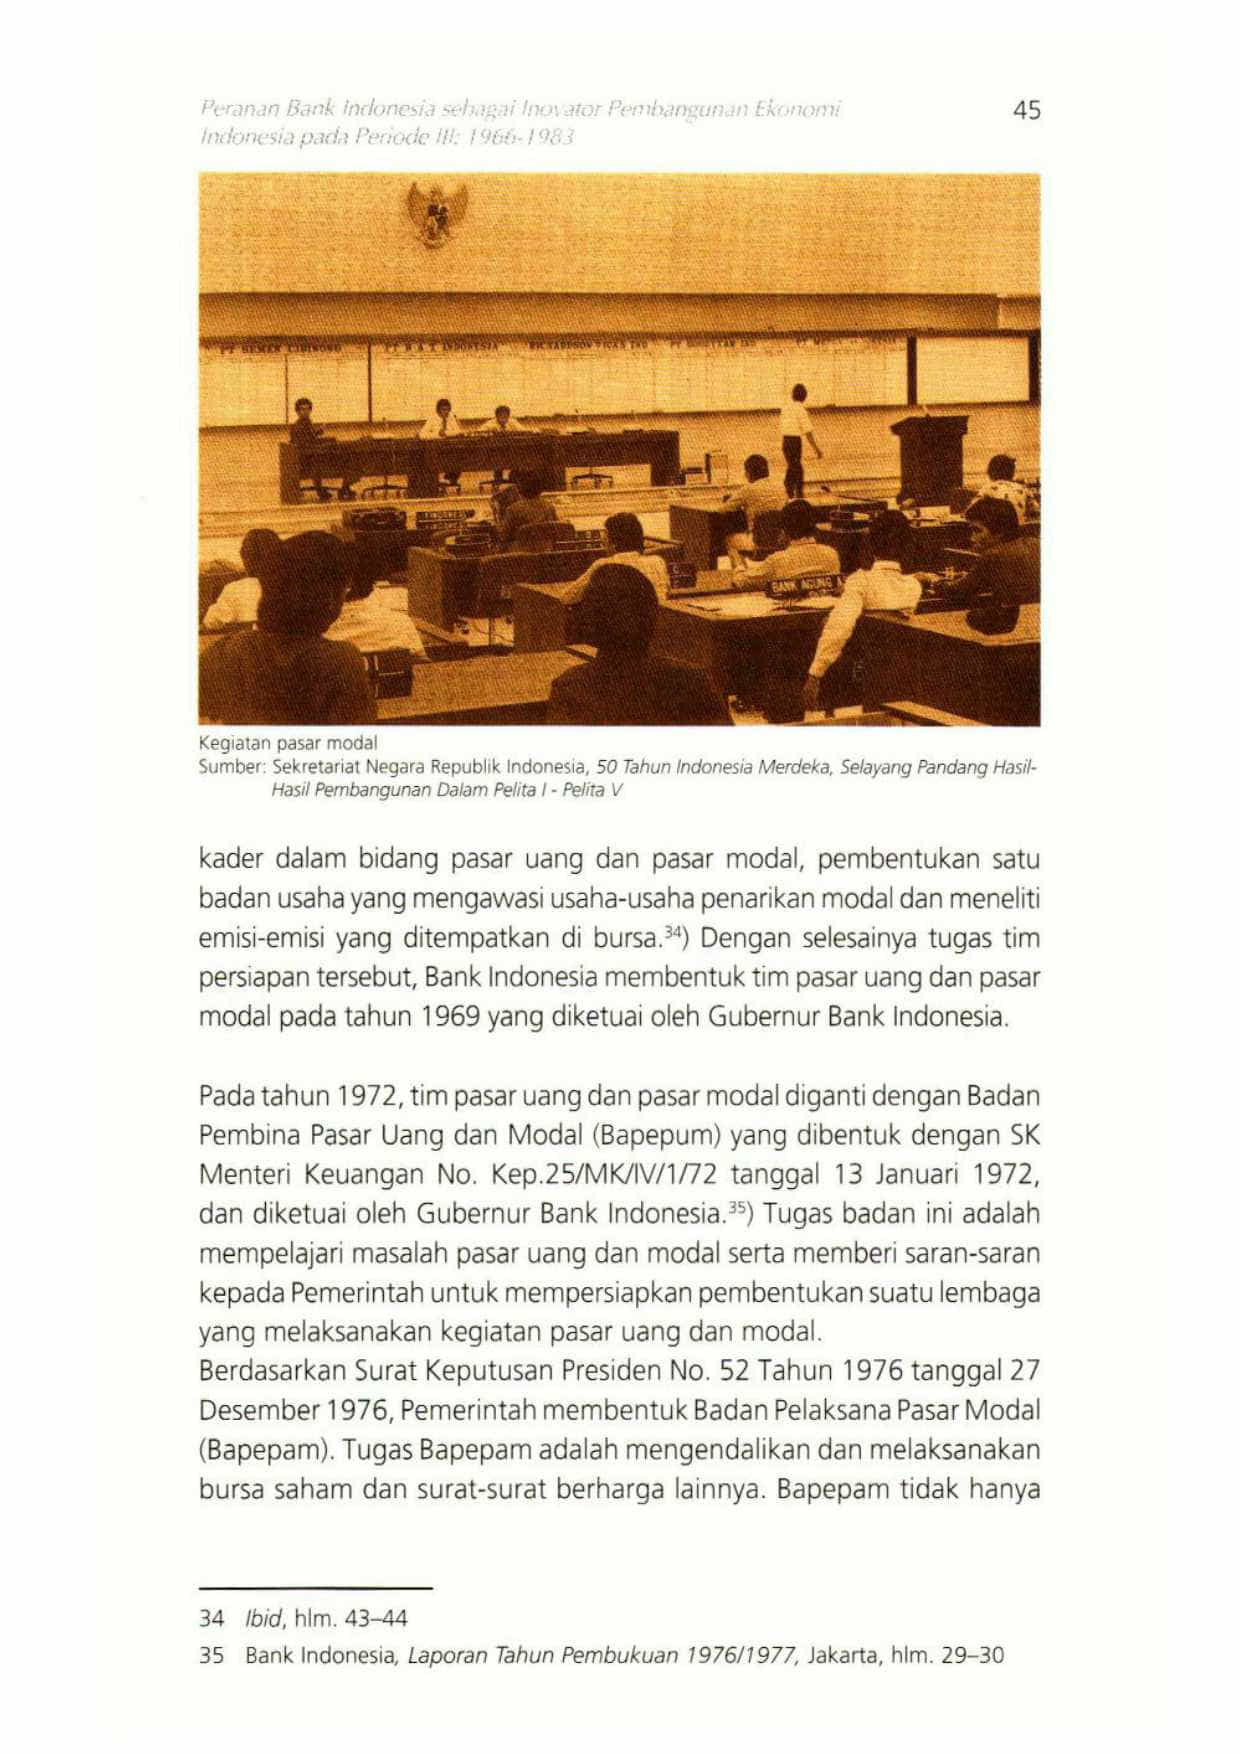 Peranan Bank Indonesia sebagai Inovator Pembangunan Ekonomi
Indonesia pada Periode III: 1966-1983
45
PT SEMEN CIBINONG
PT B A T INDONESIA
BANK AGUNG
Kegiatan pasar modal
Sumber: Sekretariat Negara Republik Indonesia, 50 Tahun Indonesia Merdeka, Selayang Pandang Hasil-
Hasil Pembangunan Dalam Pelita I - Pelita V
kader dalam bidang pasar uang dan pasar modal, pembentukan satu
badan usaha yang mengawasi usaha-usaha penarikan modal dan meneliti
emisi-emisi yang ditempatkan di bursa.³⁴) Dengan selesainya tugas tim
persiapan tersebut, Bank Indonesia membentuk tim pasar uang dan pasar
modal pada tahun 1969 yang diketuai oleh Gubernur Bank Indonesia.
Pada tahun 1972, tim pasar uang dan pasar modal diganti dengan Badan
Pembina Pasar Uang dan Modal (Bapepum) yang dibentuk dengan SK
Menteri Keuangan No. Kep.25/MK/IV/1/72 tanggal 13 Januari 1972,
dan diketuai oleh Gubernur Bank Indonesia.³⁵) Tugas badan ini adalah
mempelajari masalah pasar uang dan modal serta memberi saran-saran
kepada Pemerintah untuk mempersiapkan pembentukan suatu lembaga
yang melaksanakan kegiatan pasar uang dan modal.
Berdasarkan Surat Keputusan Presiden No. 52 Tahun 1976 tanggal 27
Desember 1976, Pemerintah membentuk Badan Pelaksana Pasar Modal
(Bapepam). Tugas Bapepam adalah mengendalikan dan melaksanakan
bursa saham dan surat-surat berharga lainnya. Bapepam tidak hanya
34 Ibid, hlm. 43–44
35 Bank Indonesia, Laporan Tahun Pembukuan 1976/1977, Jakarta, hlm. 29–30